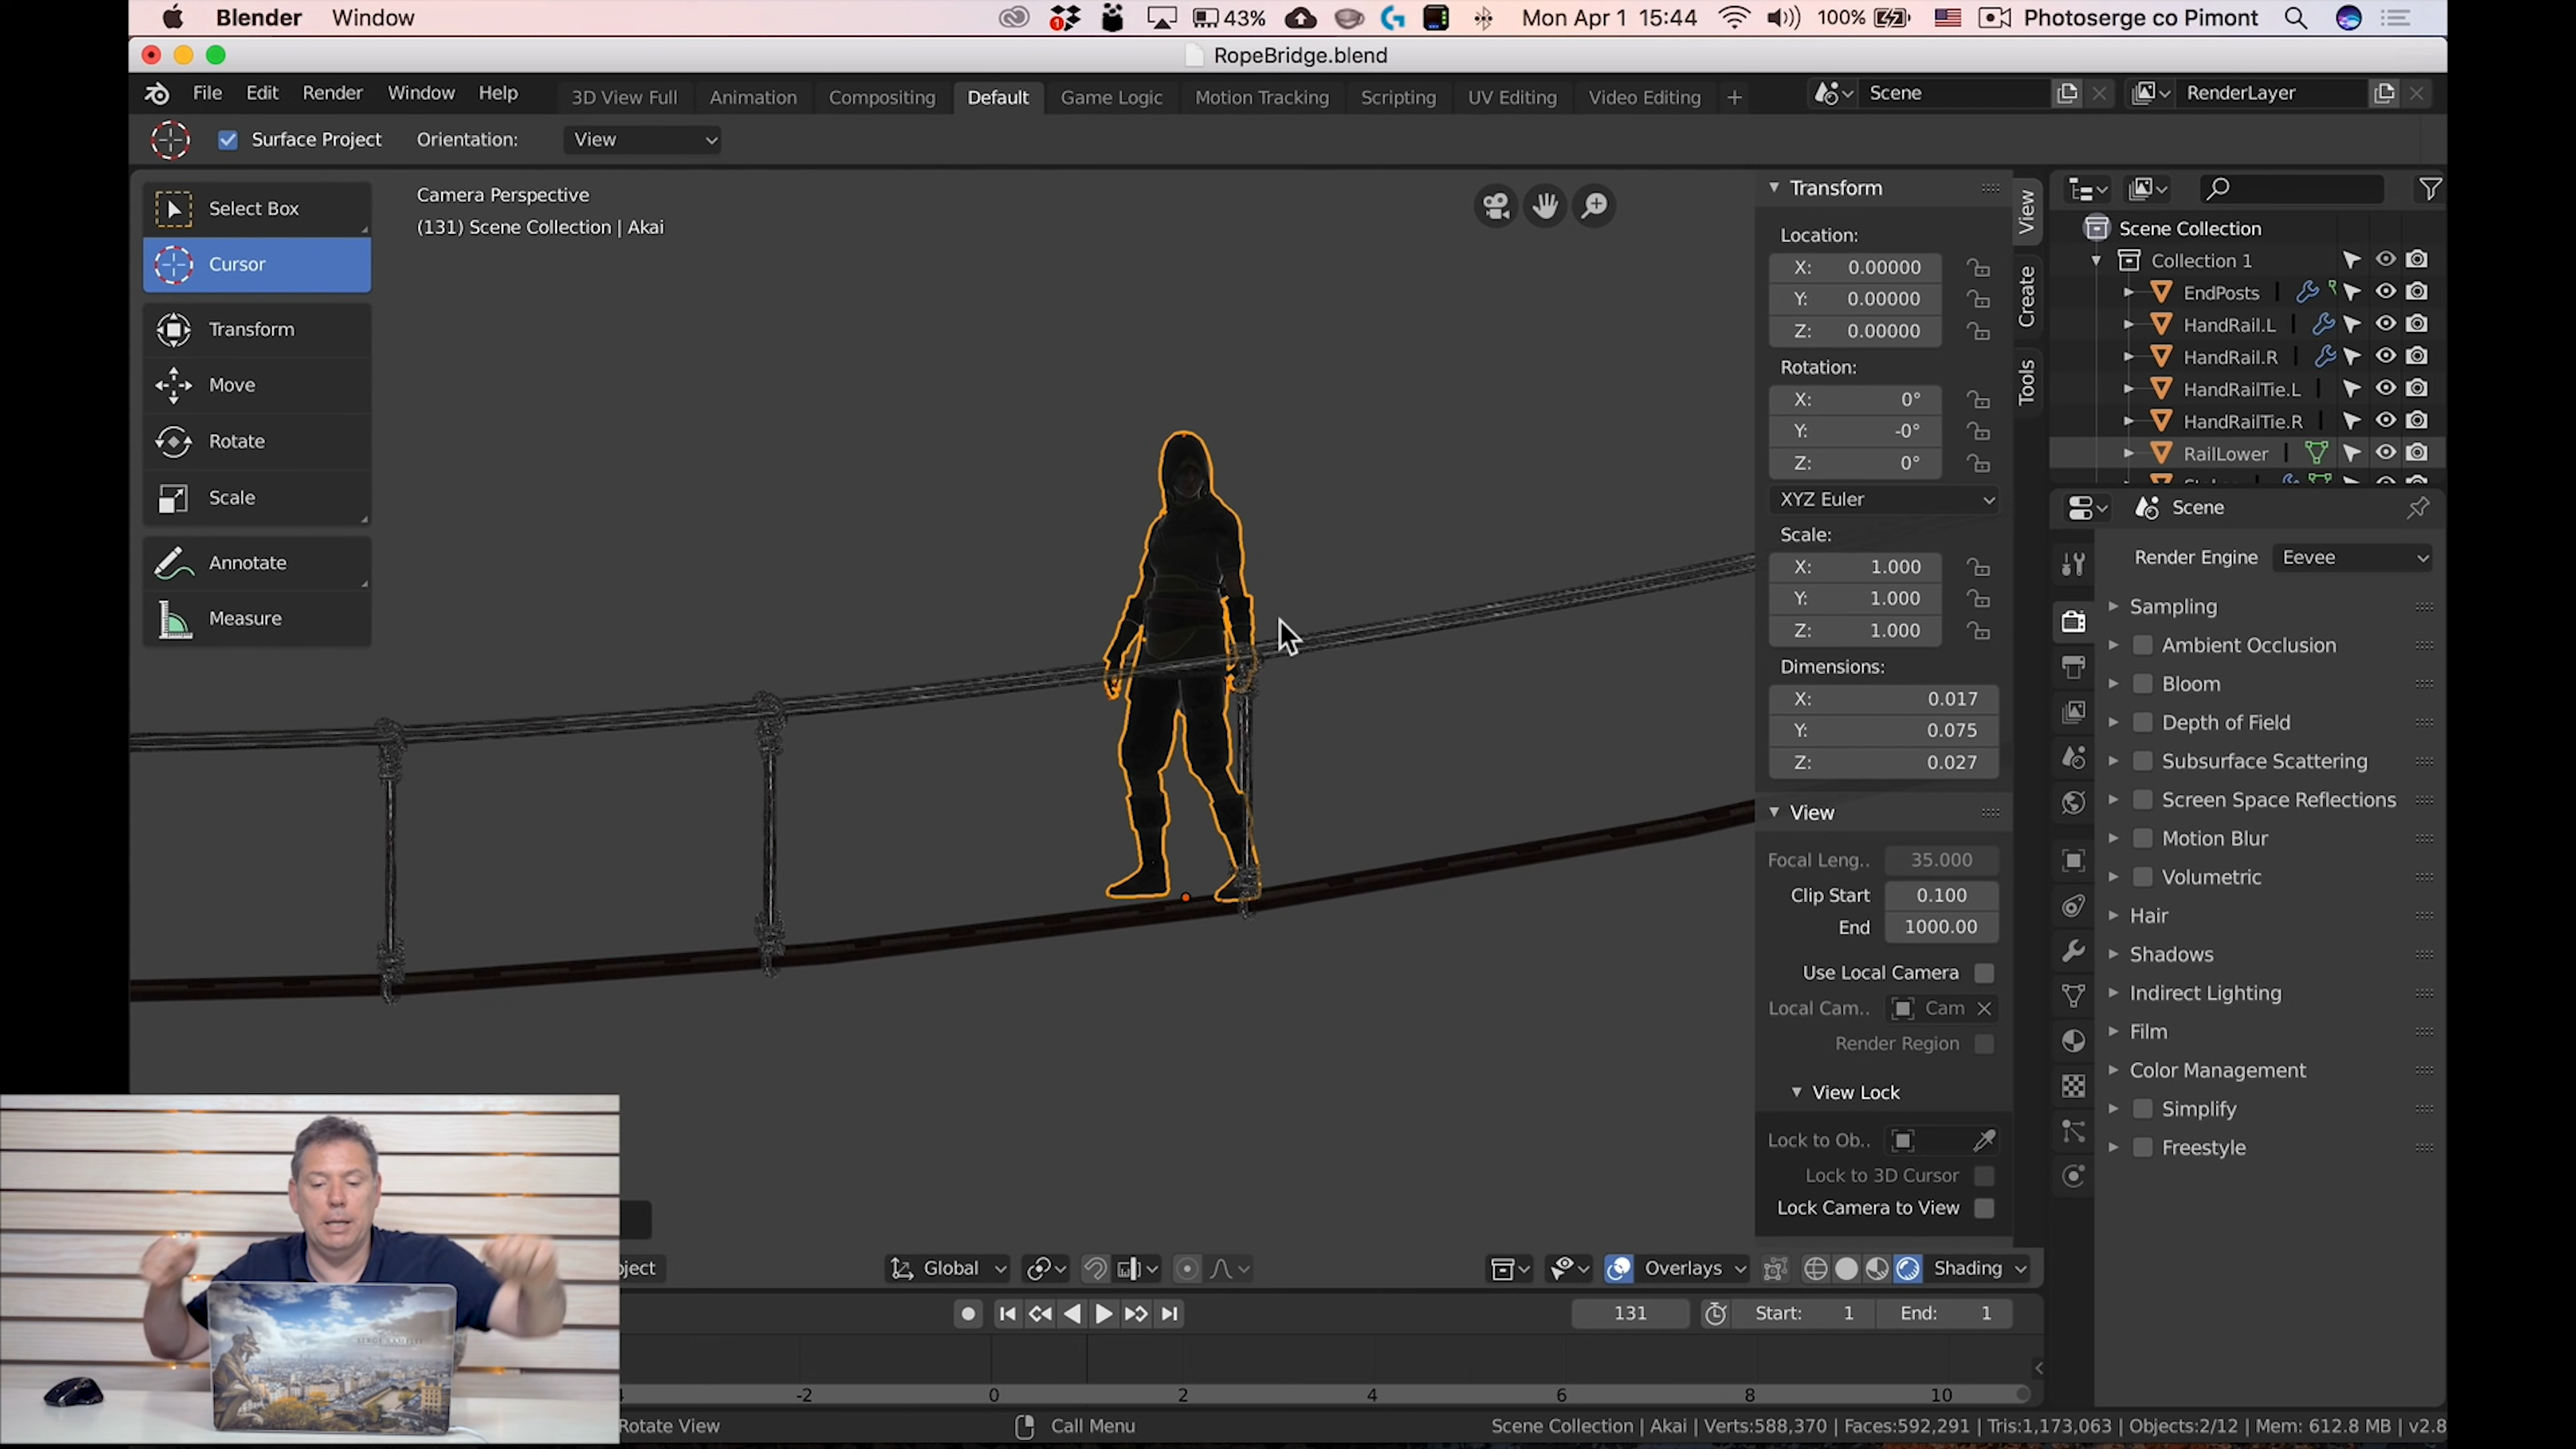 Blender Window 43% Mon Apr 1 15:44 100% Photoserge co Pimont
RopeBridge.blend
File Edit Render Window Help 3D View Full Animation Compositing Default Game Logic Motion Tracking Scripting UV Editing Video Editing + Scene RenderLayer
Surface Project Orientation: View
Select Box
Cursor
Transform
Move
Rotate
Scale
Annotate
Measure
Camera Perspective
(131) Scene Collection | Akai
Transform
Location:
X: 0.00000
Y: 0.00000
Z: 0.00000
Rotation:
X: 0°
Y: -0°
Z: 0°
XYZ Euler
Scale:
X: 1.000
Y: 1.000
Z: 1.000
Dimensions:
X: 0.017
Y: 0.075
Z: 0.027
View
Focal Leng.. 35.000
Clip Start 0.100
End 1000.00
Use Local Camera
Local Cam.. Cam
Render Region
View Lock
Lock to Ob..
Lock to 3D Cursor
Lock Camera to View
View
Create
Tools
Scene Collection
Collection 1
EndPosts
HandRail.L
HandRail.R
HandRailTie.L
HandRailTie.R
RailLower
Scene
Render Engine Eevee
Sampling
Ambient Occlusion
Bloom
Depth of Field
Subsurface Scattering
Screen Space Reflections
Motion Blur
Volumetric
Hair
Shadows
Indirect Lighting
Film
Color Management
Simplify
Freestyle
ject Global Overlays Shading
131 Start: 1 End: 1
-2 0 2 4 6 8 10
Rotate View Call Menu Scene Collection | Akai | Verts:588,370 | Faces:592,291 | Tris:1,173,063 | Objects:2/12 | Mem: 612.8 MB | v2.8